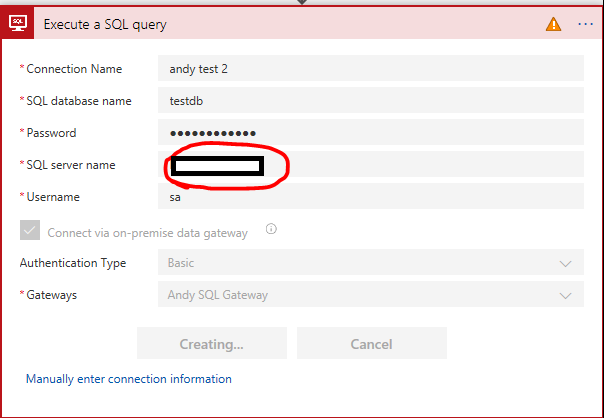 SQL
Execute a SQL query
...
* Connection Name andy test 2
* SQL database name testdb
* Password ●●●●●●●●●●●●
* SQL server name
* Username sa
Connect via on-premise data gateway
Authentication Type Basic
* Gateways Andy SQL Gateway
Creating... Cancel
Manually enter connection information